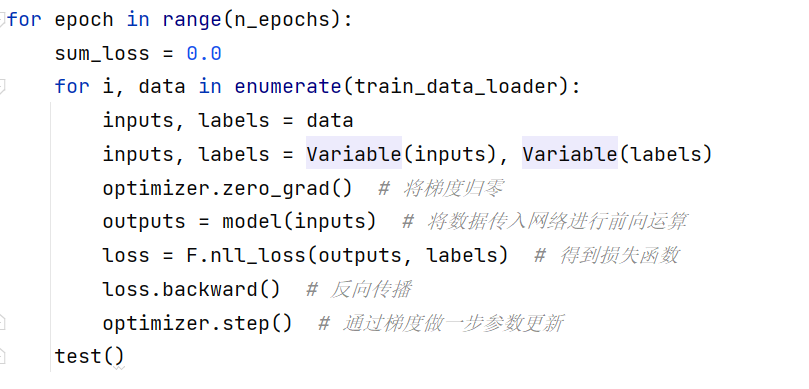 for epoch in range(n_epochs):
    sum_loss = 0.0
    for i, data in enumerate(train_data_loader):
        inputs, labels = data
        inputs, labels = Variable(inputs), Variable(labels)
        optimizer.zero_grad()  # 将梯度归零
        outputs = model(inputs)  # 将数据传入网络进行前向运算
        loss = F.nll_loss(outputs, labels)  # 得到损失函数
        loss.backward()  # 反向传播
        optimizer.step()  # 通过梯度做一步参数更新
    test()